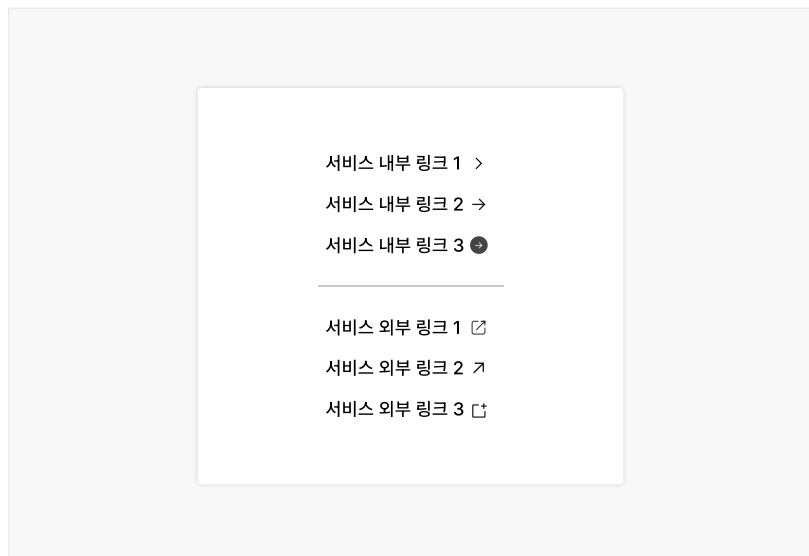 서비스 내부 링크 1
서비스 내부 링크 2
서비스 내부 링크 3
서비스 외부 링크 1
서비스 외부 링크 2
서비스 외부 링크 3